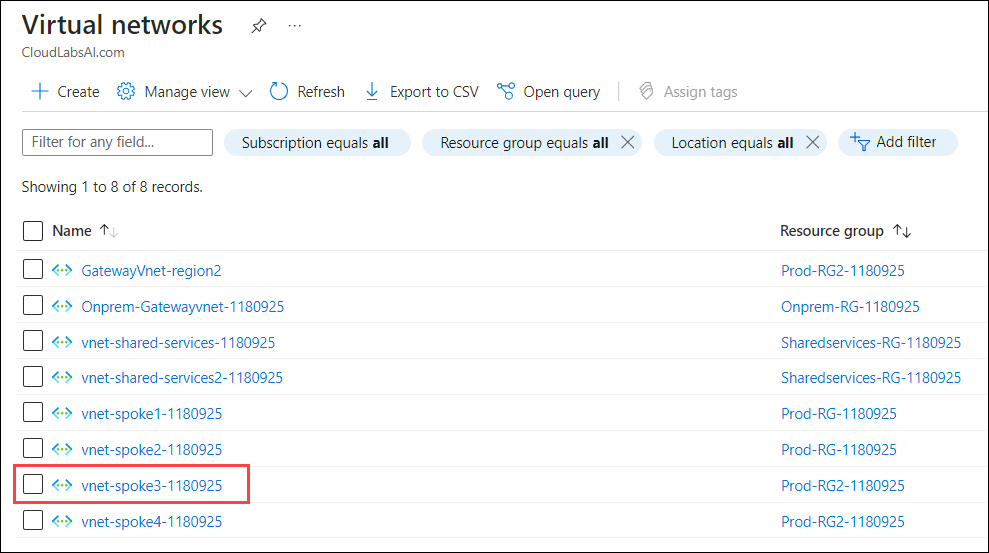 Virtual networks
CloudLabsAI.com
Create Manage view Refresh Export to CSV Open query Assign tags
Filter for any field... Subscription equals all Resource group equals all Location equals all Add filter
Showing 1 to 8 of 8 records.
Name Resource group
GatewayVnet-region2 Prod-RG2-1180925
Onprem-Gatewayvnet-1180925 Onprem-RG-1180925
vnet-shared-services-1180925 Sharedservices-RG-1180925
vnet-shared-services2-1180925 Sharedservices-RG-1180925
vnet-spoke1-1180925 Prod-RG-1180925
vnet-spoke2-1180925 Prod-RG-1180925
vnet-spoke3-1180925 Prod-RG2-1180925
vnet-spoke4-1180925 Prod-RG2-1180925